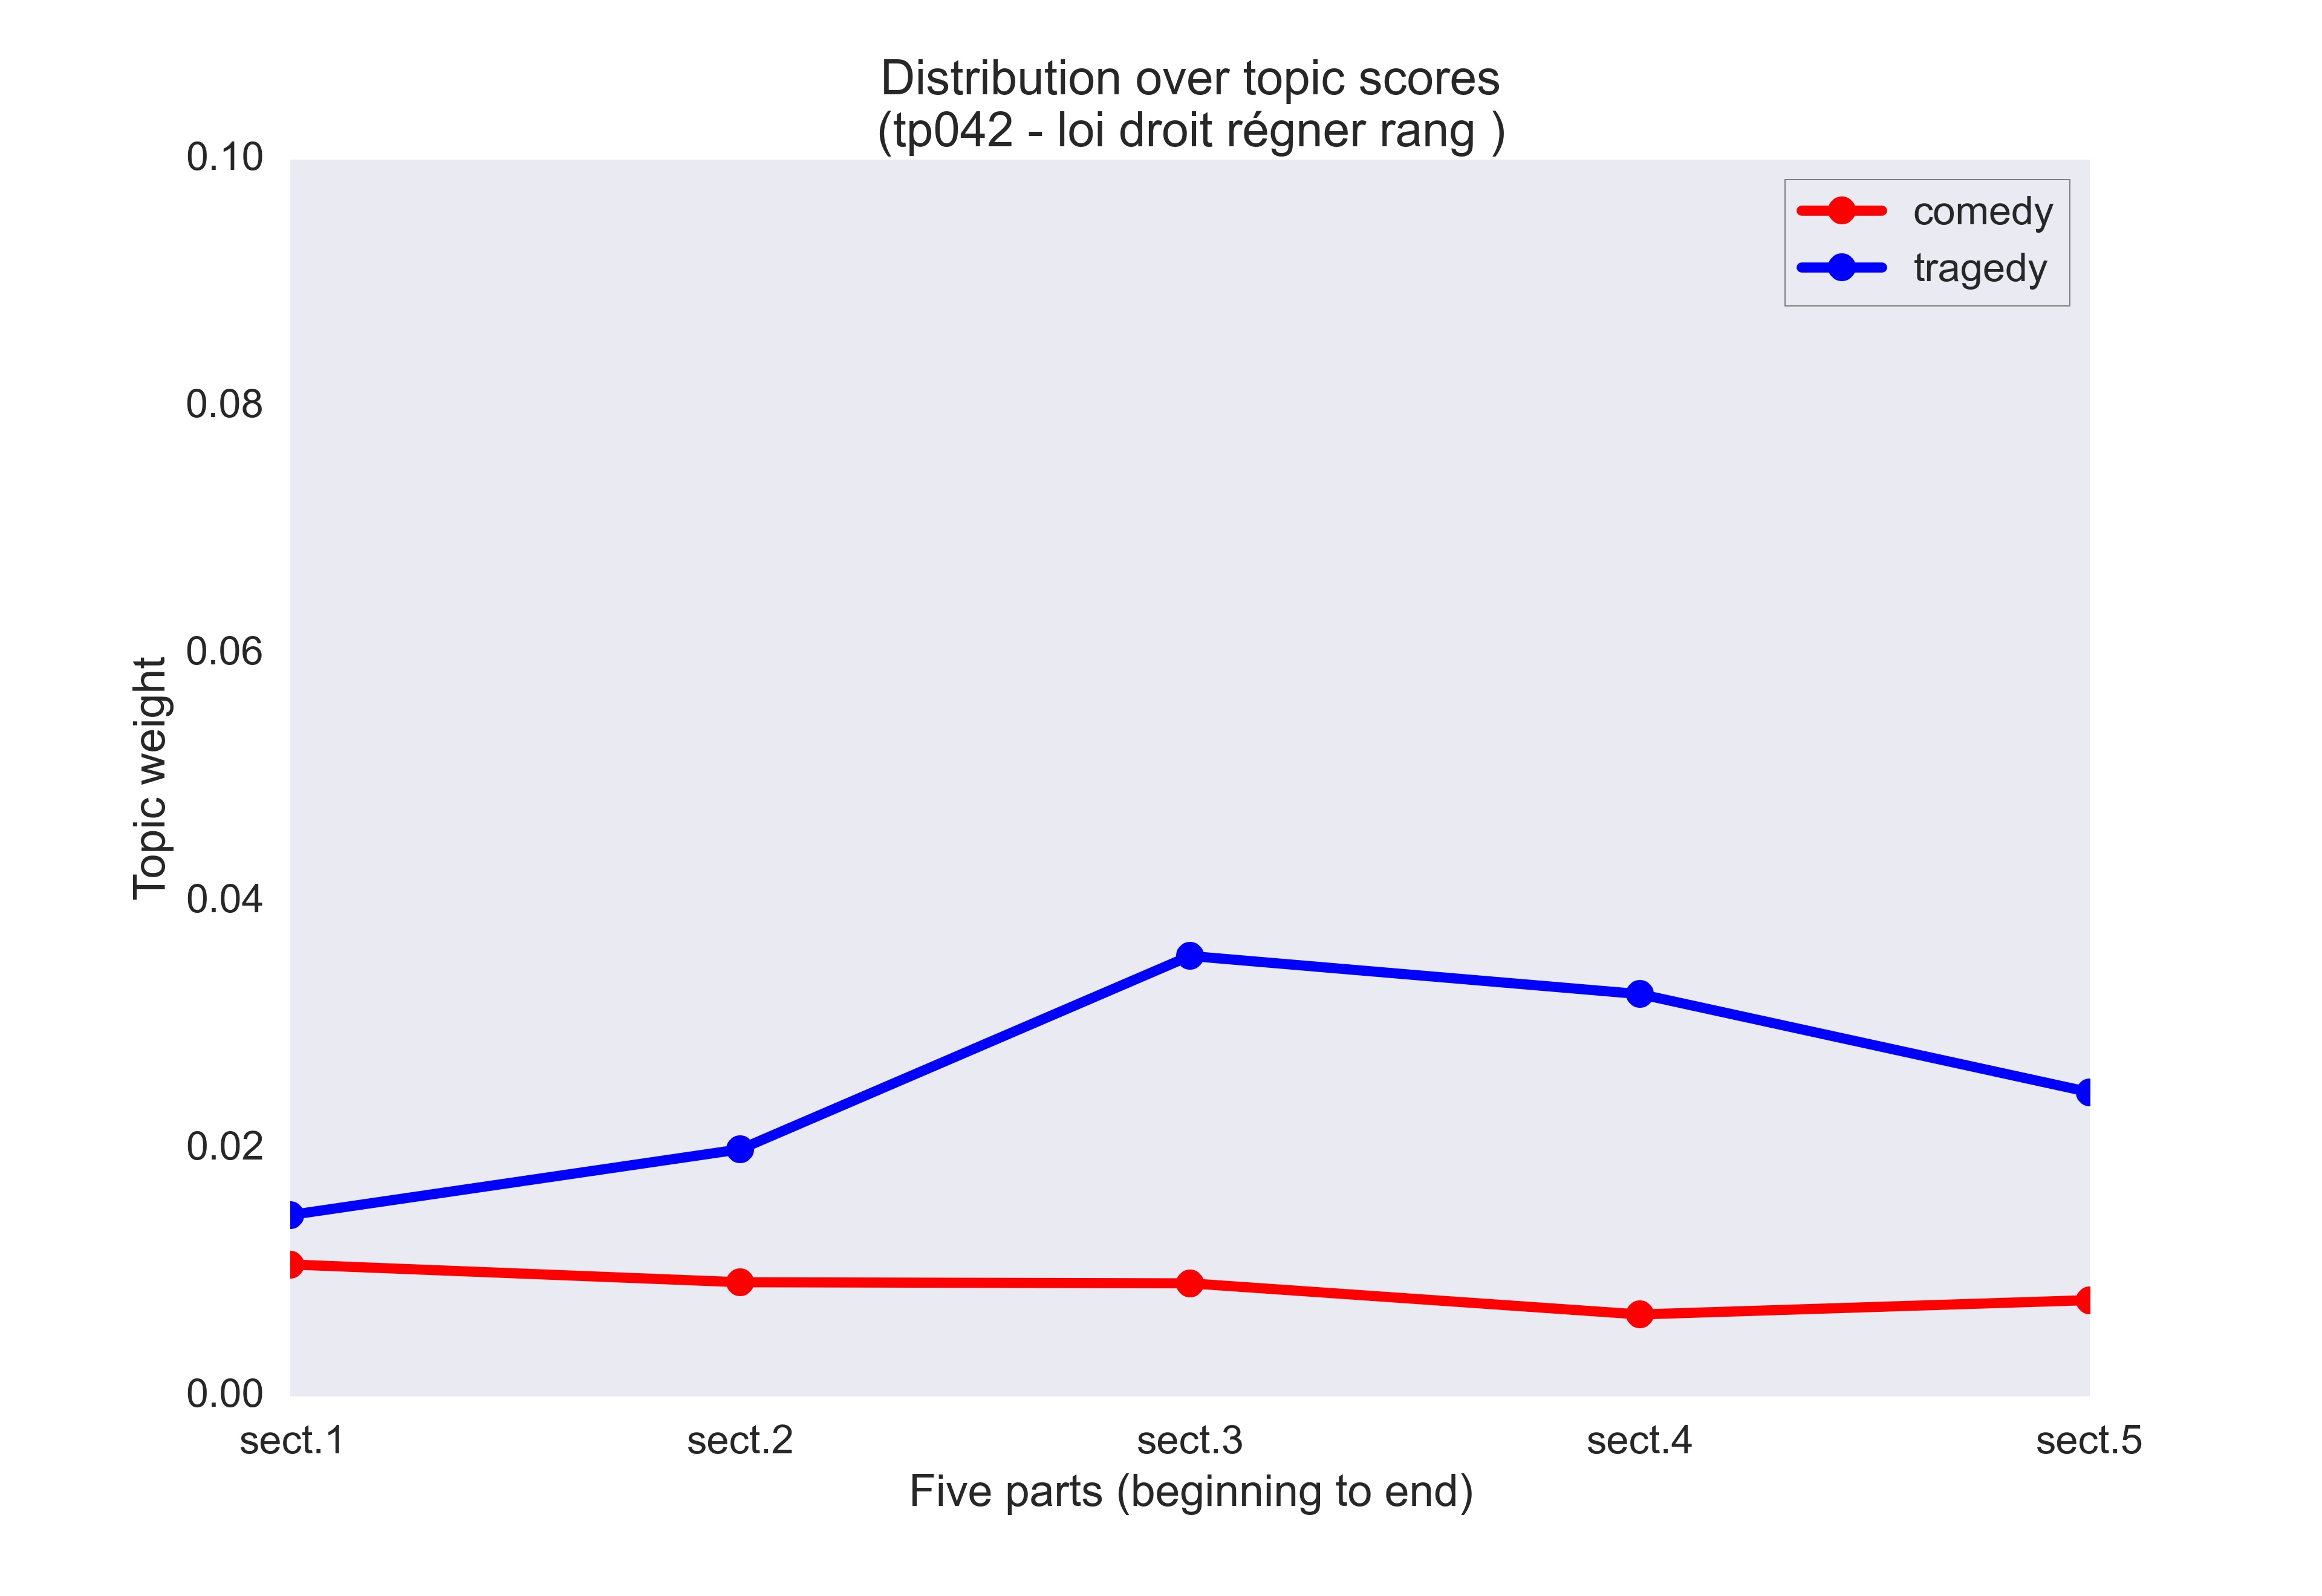 Distribution over topic scores
(tp042 - loi droit régner rang )
0.10
comedy
tragedy
0.08
0.06
Topic weight
0.04
0.02
0.00
sect.1 sect.2 sect.3 sect.4 sect.5
Five parts (beginning to end)